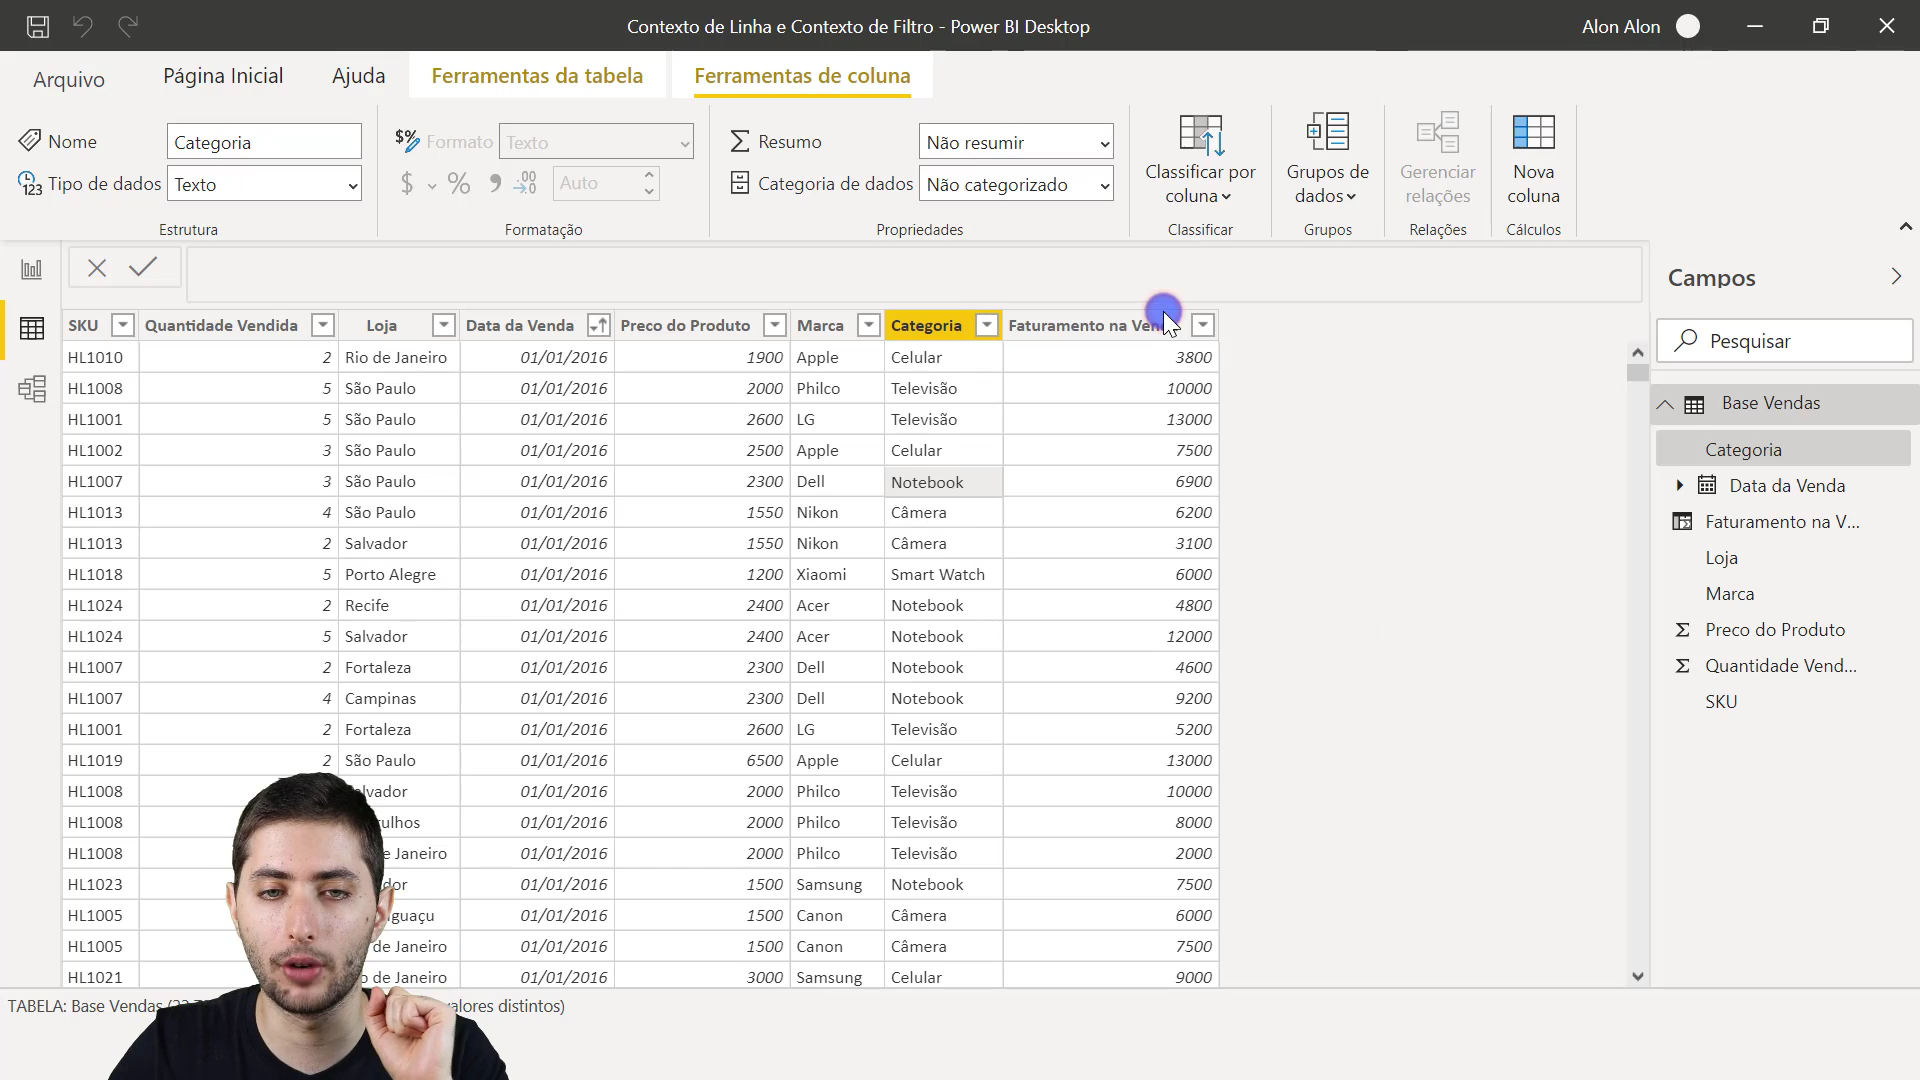 Contexto de Linha e Contexto de Filtro - Power BI Desktop
Alon Alon
Arquivo
Página Inicial
Ajuda
Ferramentas da tabela
Ferramentas de coluna
Nome
Categoria
Tipo de dados
Texto
Estrutura
Formato
Texto
$ % 9 .00
Auto
Formatação
Resumo
Não resumir
Categoria de dados
Não categorizado
Propriedades
Classificar por
coluna
Classificar
Grupos de
dados
Grupos
Gerenciar
relações
Relações
Nova
coluna
Cálculos
Campos
Pesquisar
Base Vendas
Categoria
Data da Venda
Faturamento na V...
Loja
Marca
Preco do Produto
Quantidade Vend...
SKU
SKU Quantidade Vendida Loja Data da Venda Preco do Produto Marca Categoria Faturamento na
HL1010 2 Rio de Janeiro 01/01/2016 1900 Apple Celular 3800
HL1008 5 São Paulo 01/01/2016 2000 Philco Televisão 10000
HL1001 5 São Paulo 01/01/2016 2600 LG Televisão 13000
HL1002 3 São Paulo 01/01/2016 2500 Apple Celular 7500
HL1007 3 São Paulo 01/01/2016 2300 Dell Notebook 6900
HL1013 4 São Paulo 01/01/2016 1550 Nikon Câmera 6200
HL1013 2 Salvador 01/01/2016 1550 Nikon Câmera 3100
HL1018 5 Porto Alegre 01/01/2016 1200 Xiaomi Smart Watch 6000
HL1024 2 Recife 01/01/2016 2400 Acer Notebook 4800
HL1024 5 Salvador 01/01/2016 2400 Acer Notebook 12000
HL1007 2 Fortaleza 01/01/2016 2300 Dell Notebook 4600
HL1007 4 Campinas 01/01/2016 2300 Dell Notebook 9200
HL1001 2 Fortaleza 01/01/2016 2600 LG Televisão 5200
HL1019 2 São Paulo 01/01/2016 6500 Apple Celular 13000
HL1008 01/01/2016 2000 Philco Televisão 10000
HL1008 01/01/2016 2000 Philco Televisão 8000
HL1008 Janeiro 01/01/2016 2000 Philco Televisão 2000
HL1023 01/01/2016 1500 Samsung Notebook 7500
HL1005 01/01/2016 1500 Canon Câmera 6000
HL1005 de Janeiro 01/01/2016 1500 Canon Câmera 7500
HL1021 de Janeiro 01/01/2016 3000 Samsung Celular 9000
TABELA: Base Vendas distintos)